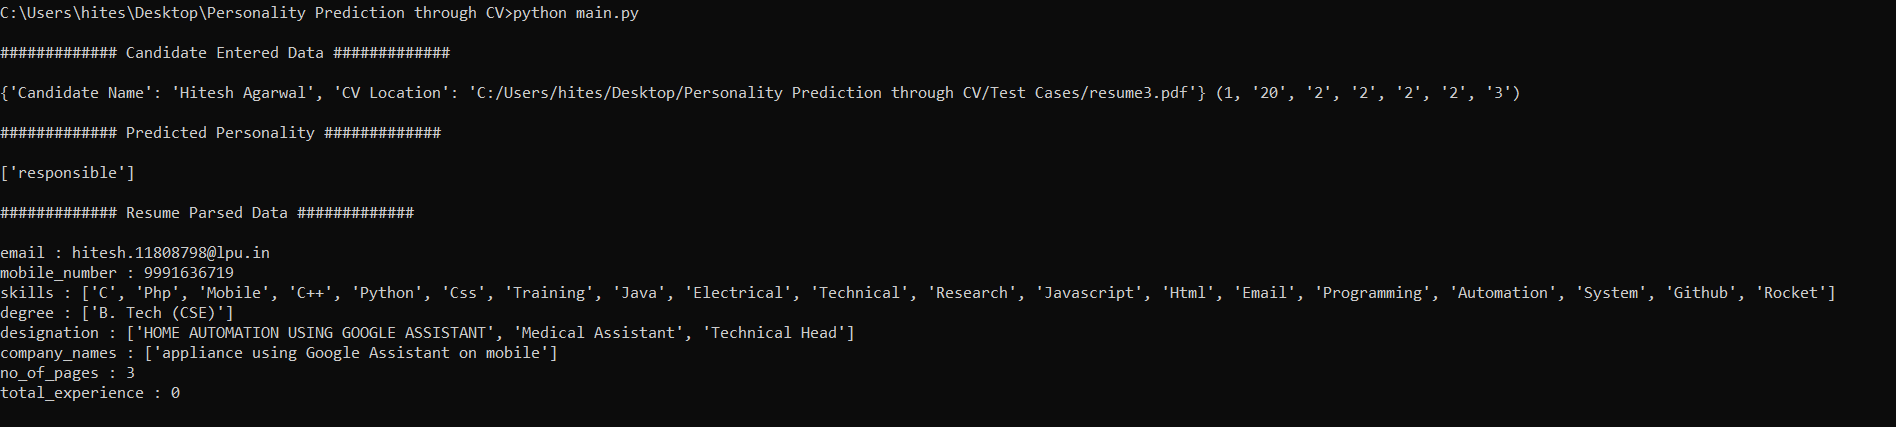 C:\Users\hites\Desktop\Personality Prediction through CV>python main.py
############# Candidate Entered Data #############
{'Candidate Name': 'Hitesh Agarwal', 'CV Location': 'C:/Users/hites/Desktop/Personality Prediction through CV/Test Cases/resume3.pdf'} (1, '20', '2', '2', '2', '2', '3')
############# Predicted Personality #############
['responsible']
############# Resume Parsed Data #############
email : hitesh.11808798@lpu.in
mobile_number : 9991636719
skills : ['C', 'Php', 'Mobile', 'C++', 'Python', 'Css', 'Training', 'Java', 'Electrical', 'Technical', 'Research', 'Javascript', 'Html', 'Email', 'Programming', 'Automation', 'System', 'Github', 'Rocket']
degree : ['B. Tech (CSE)']
designation : ['HOME AUTOMATION USING GOOGLE ASSISTANT', 'Medical Assistant', 'Technical Head']
company_names : ['appliance using Google Assistant on mobile']
no_of_pages : 3
total_experience : 0